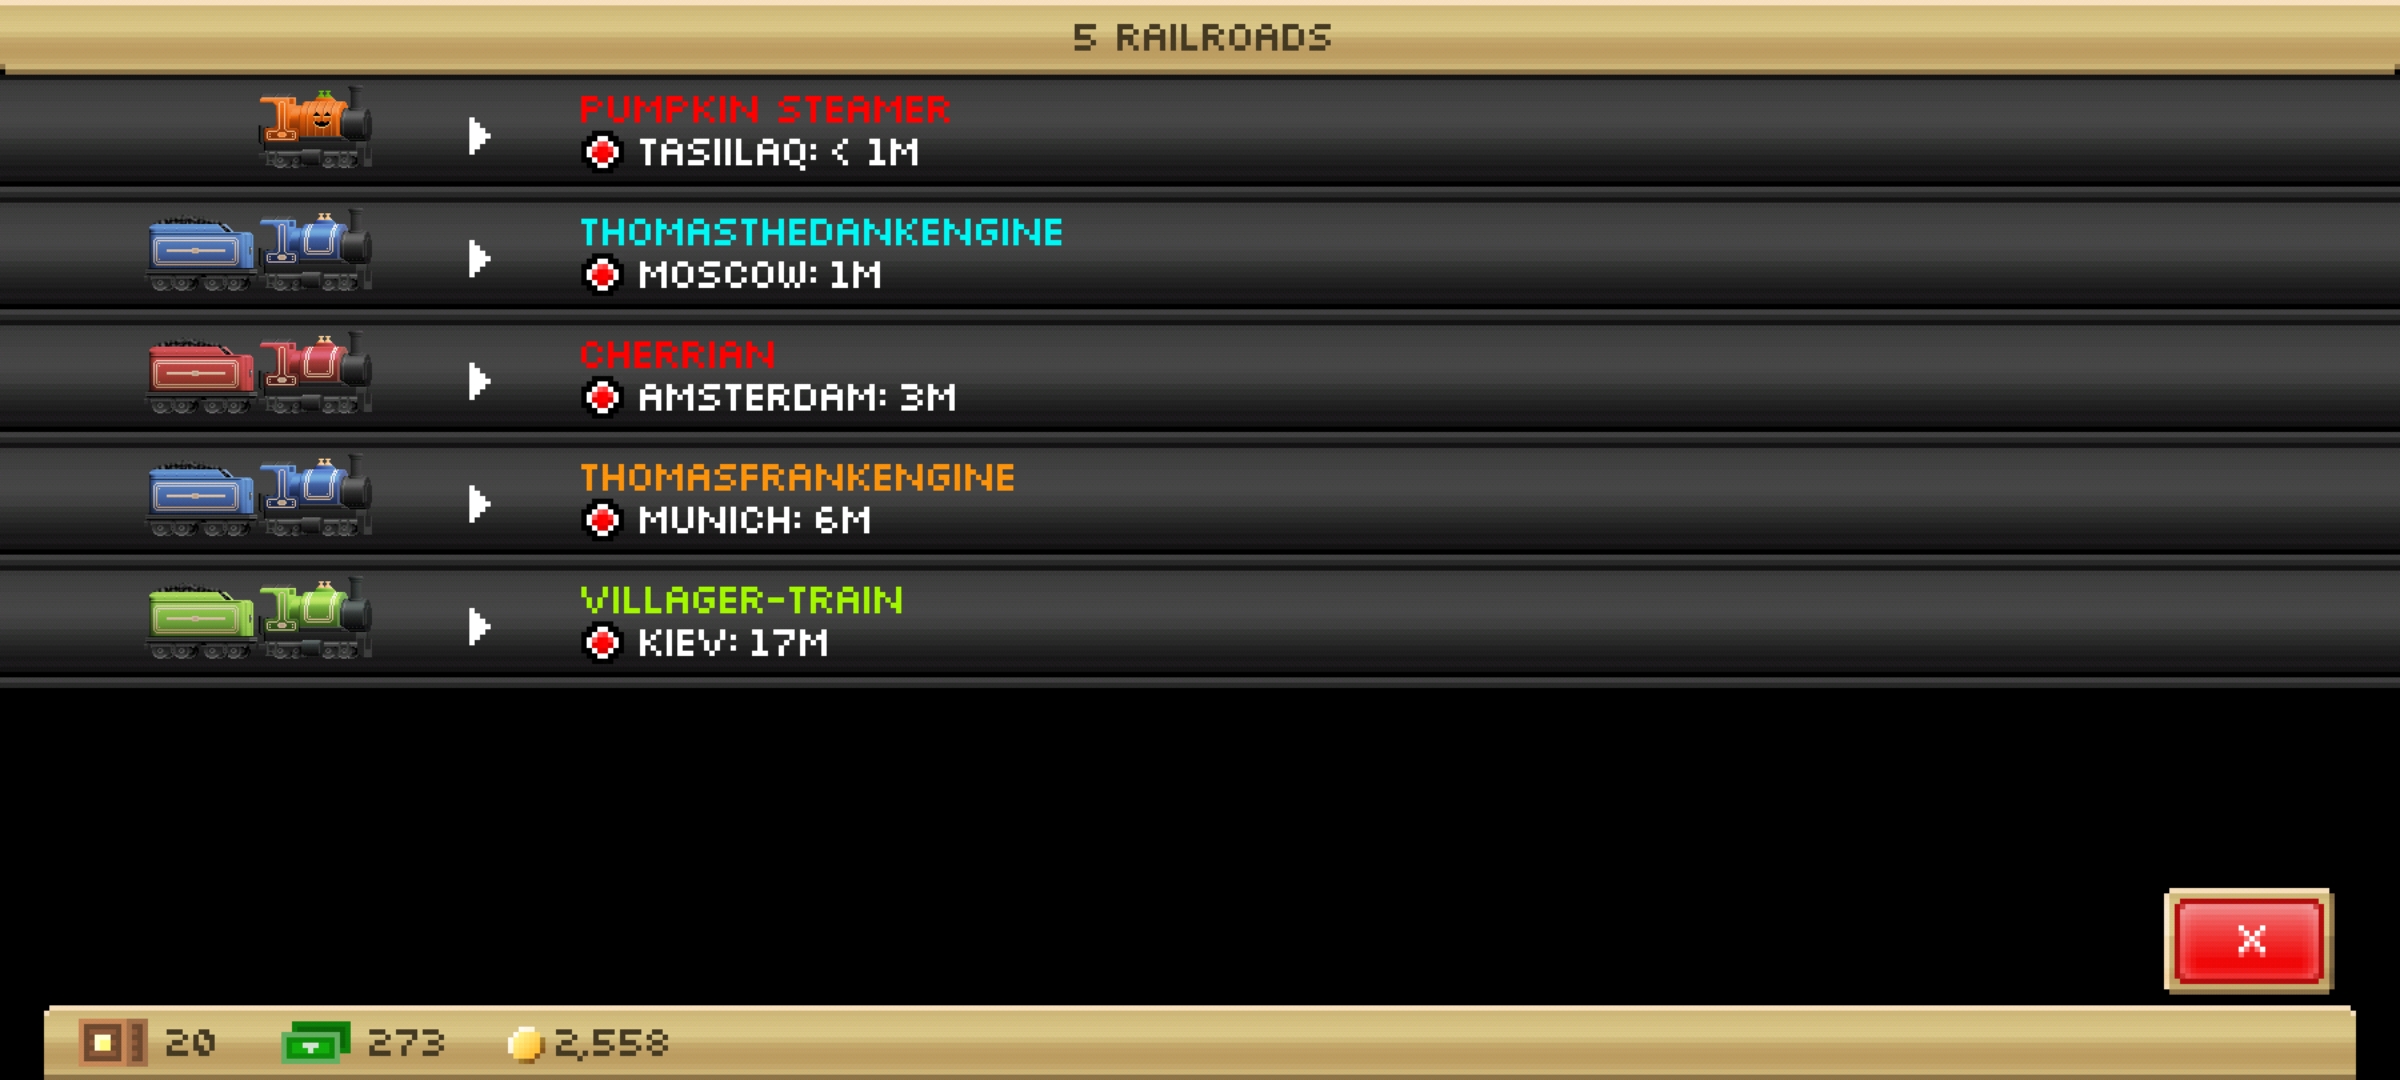 5 RAILROADS
PUMPKIN STEAMER
TASIILAQ: < 1M
THOMASTHEDANKENGINE
MOSCOW: 1M
CHERRIAN
AMSTERDAM: 3M
THOMASFRANKENGINE
MUNICH: 6M
VILLAGER-TRAIN
KIEV: 17M
X
20 273 2,558